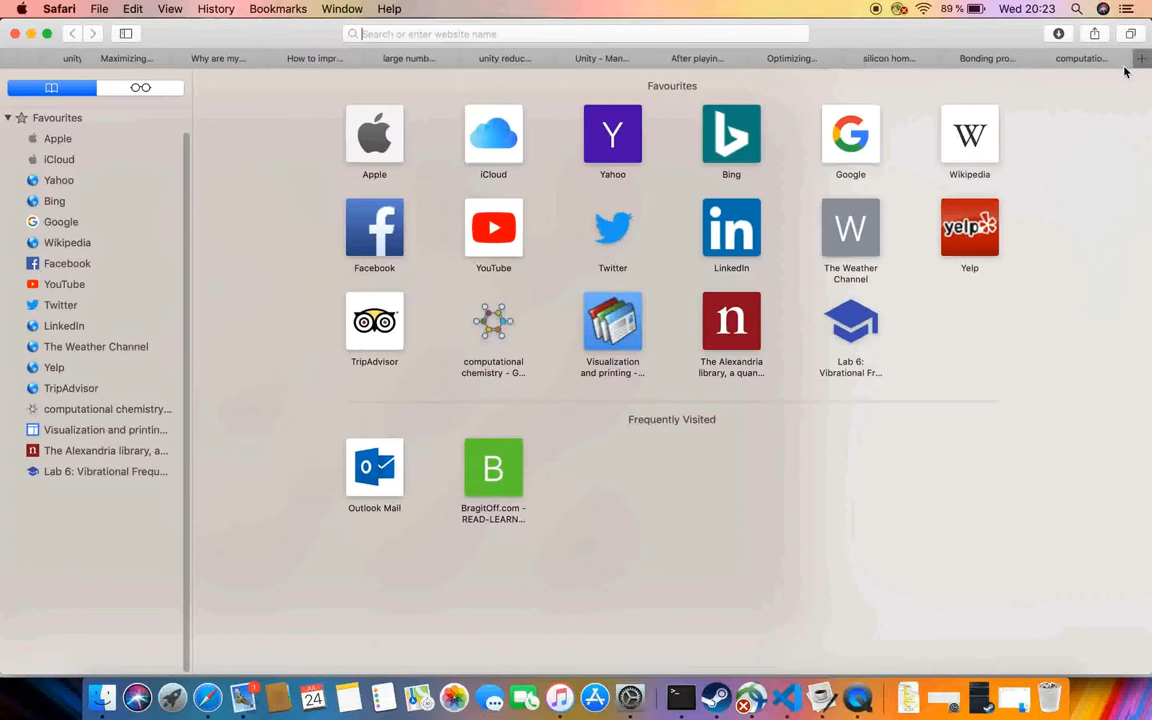 Safari File Edit View History Bookmarks Window Help 89 % Wed 20:23
Search or enter website name
unity Maximizing... Why are my... How to impr... large numb... unity reduc... Unity - Man... After playin... Optimizing... silicon hom... Bonding pro... computatio...
Favourites
Favourites
Apple
iCloud
Yahoo
Bing
Google
Wikipedia
Facebook
YouTube
Twitter
LinkedIn
The Weather Channel
Yelp
TripAdvisor
computational chemistry...
Visualization and printin...
The Alexandria library, a...
Lab 6: Vibrational Frequ...
Y
G
W
Apple iCloud Yahoo Bing Google Wikipedia
f
in
W
yelp
Facebook YouTube Twitter LinkedIn The Weather
Channel
Yelp
n
TripAdvisor
computational
chemistry - G...
Visualization
and printing -...
The Alexandria
library, a quan...
Lab 6:
Vibrational Fr...
Frequently Visited
B
Outlook Mail
BragitOff.com -
READ-LEARN...
1
24